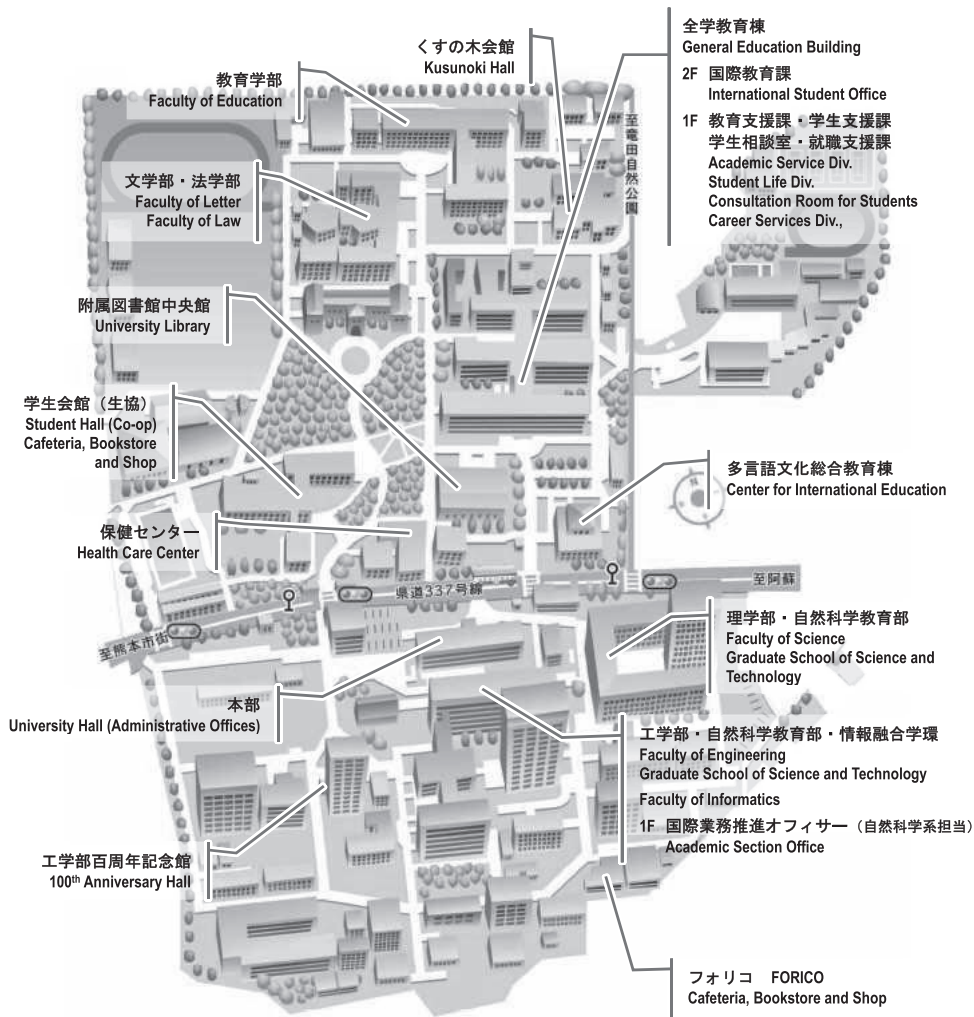 全学教育棟
General Education Building
2F 国際教育課
International Student Office
1F 教育支援課・学生支援課
学生相談室・就職支援課
Academic Service Div.
Student Life Div.
Consultation Room for Students
Career Services Div.,
くすの木会館
Kusunoki Hall
教育学部
Faculty of Education
至竜田自然公園
文学部・法学部
Faculty of Letter
Faculty of Law
附属図書館中央館
University Library
学生会館（生協）
Student Hall (Co-op)
Cafeteria, Bookstore
and Shop
多言語文化総合教育棟
Center for International Education
N
保健センター
Health Care Center
県道337号線
至阿蘇
至熊本市街
理学部・自然科学教育部
Faculty of Science
Graduate School of Science and
Technology
本部
University Hall (Administrative Offices)
工学部・自然科学教育部・情報融合学環
Faculty of Engineering
Graduate School of Science and Technology
Faculty of Informatics
1F 国際業務推進オフィサー（自然科学系担当）
Academic Section Office
工学部百周年記念館
100th Anniversary Hall
フォリコ FORICO
Cafeteria, Bookstore and Shop